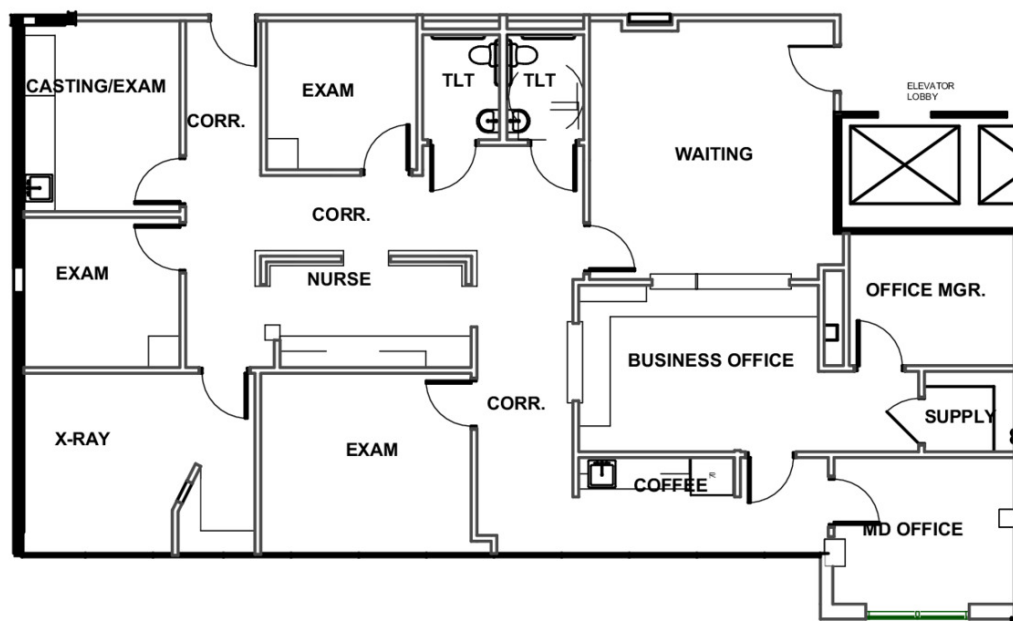 CASTING/EXAM
CORR.
EXAM
TLT
TLT
WAITING
ELEVATOR
LOBBY
CORR.
EXAM
NURSE
OFFICE MGR.
BUSINESS OFFICE
X-RAY
EXAM
CORR.
SUPPLY
COFFEE
R
MD OFFICE